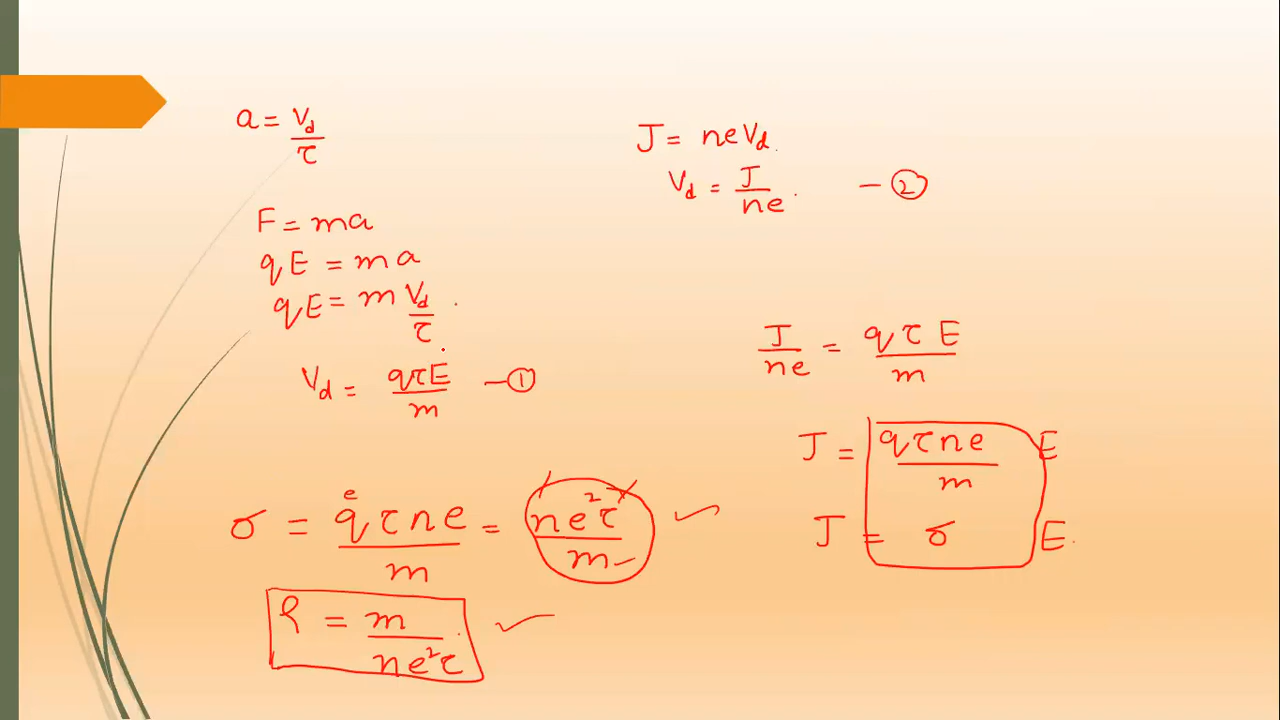 a = V_d / τ
F = ma
qE = ma
qE = m V_d / τ
V_d = qτE / m — ①
J = neV_d
V_d = J / ne — ②
J / ne = qτE / m
J = qτne / m E
J = σ E
e
σ = qτne / m = ne²τ / m
ρ = m / ne²τ